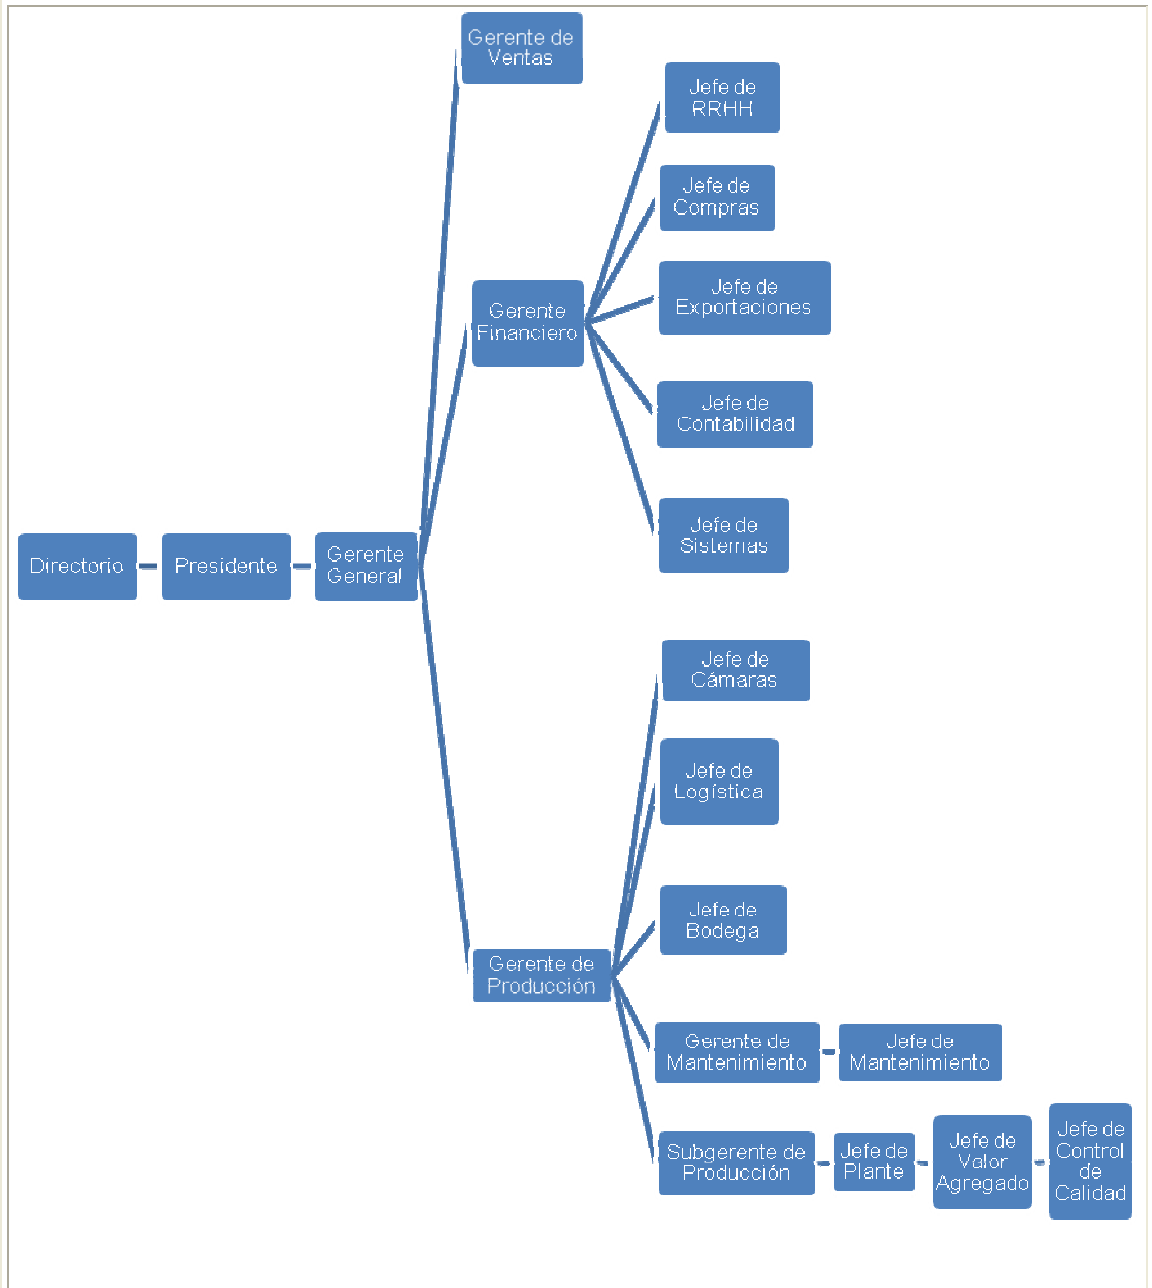 Gerente de
Ventas
Jefe de
RRHH
Jefe de
Compras
Jefe de
Exportaciones
Gerente
Financiero
Jefe de
Contabilidad
Jefe de
Sistemas
Directorio
Presidente
Gerente
General
Jefe de
Cámaras
Jefe de
Logística
Jefe de
Bodega
Gerente de
Producción
Gerente de
Mantenimiento
Jefe de
Mantenimiento
Subgerente de
Producción
Jefe de
Plante
Jefe de
Valor
Agregado
Jefe de
Control
de
Calidad